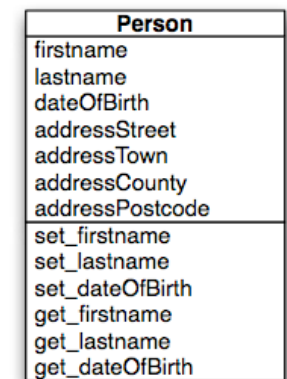 Person
firstname
lastname
dateOfBirth
addressStreet
addressTown
addressCounty
addressPostcode
set_firstname
set_lastname
set_dateOfBirth
get_firstname
get_lastname
get_dateOfBirth